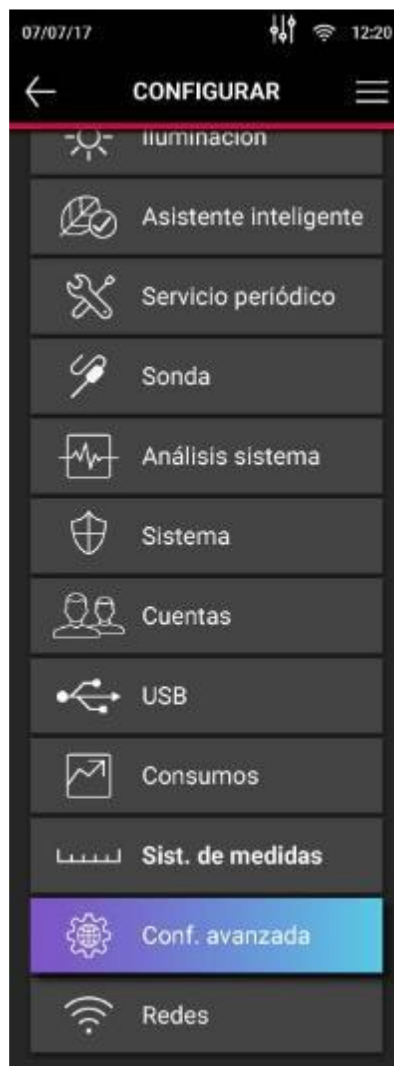 07/07/17 12:20
CONFIGURAR
Iluminación
Asistente inteligente
Servicio periódico
Sonda
Análisis sistema
Sistema
Cuentas
USB
Consumos
Sist. de medidas
Conf. avanzada
Redes